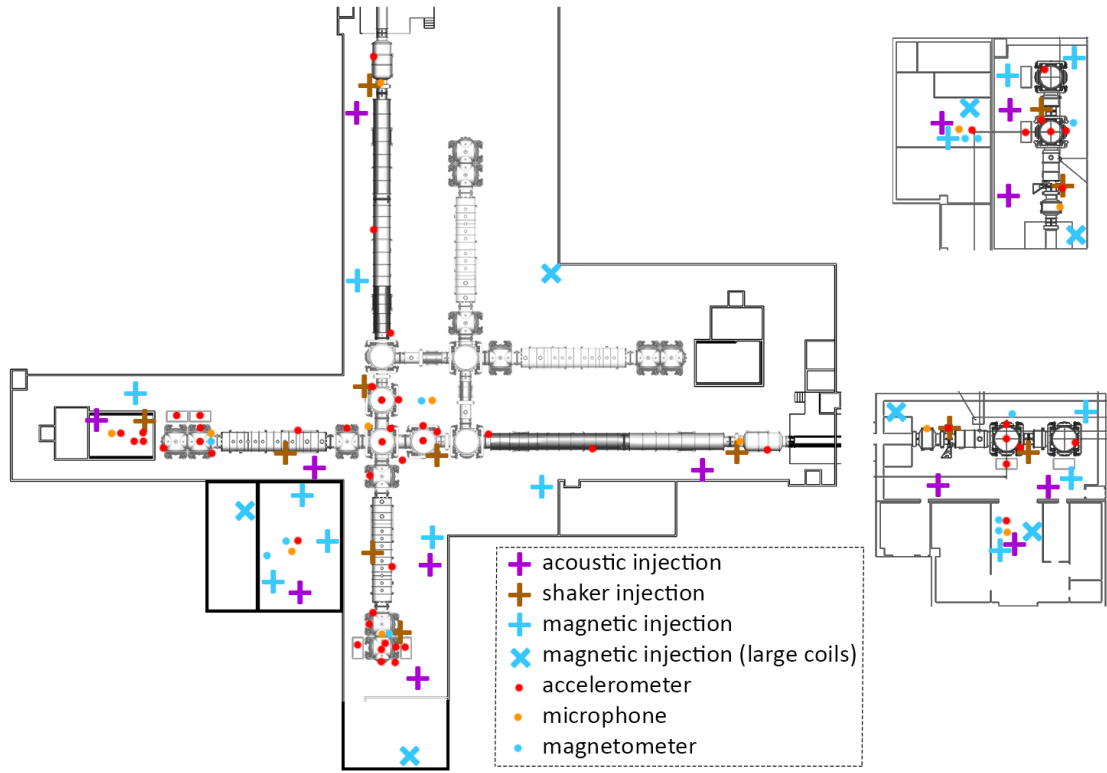 acoustic injection
shaker injection
magnetic injection
magnetic injection (large coils)
accelerometer
microphone
magnetometer